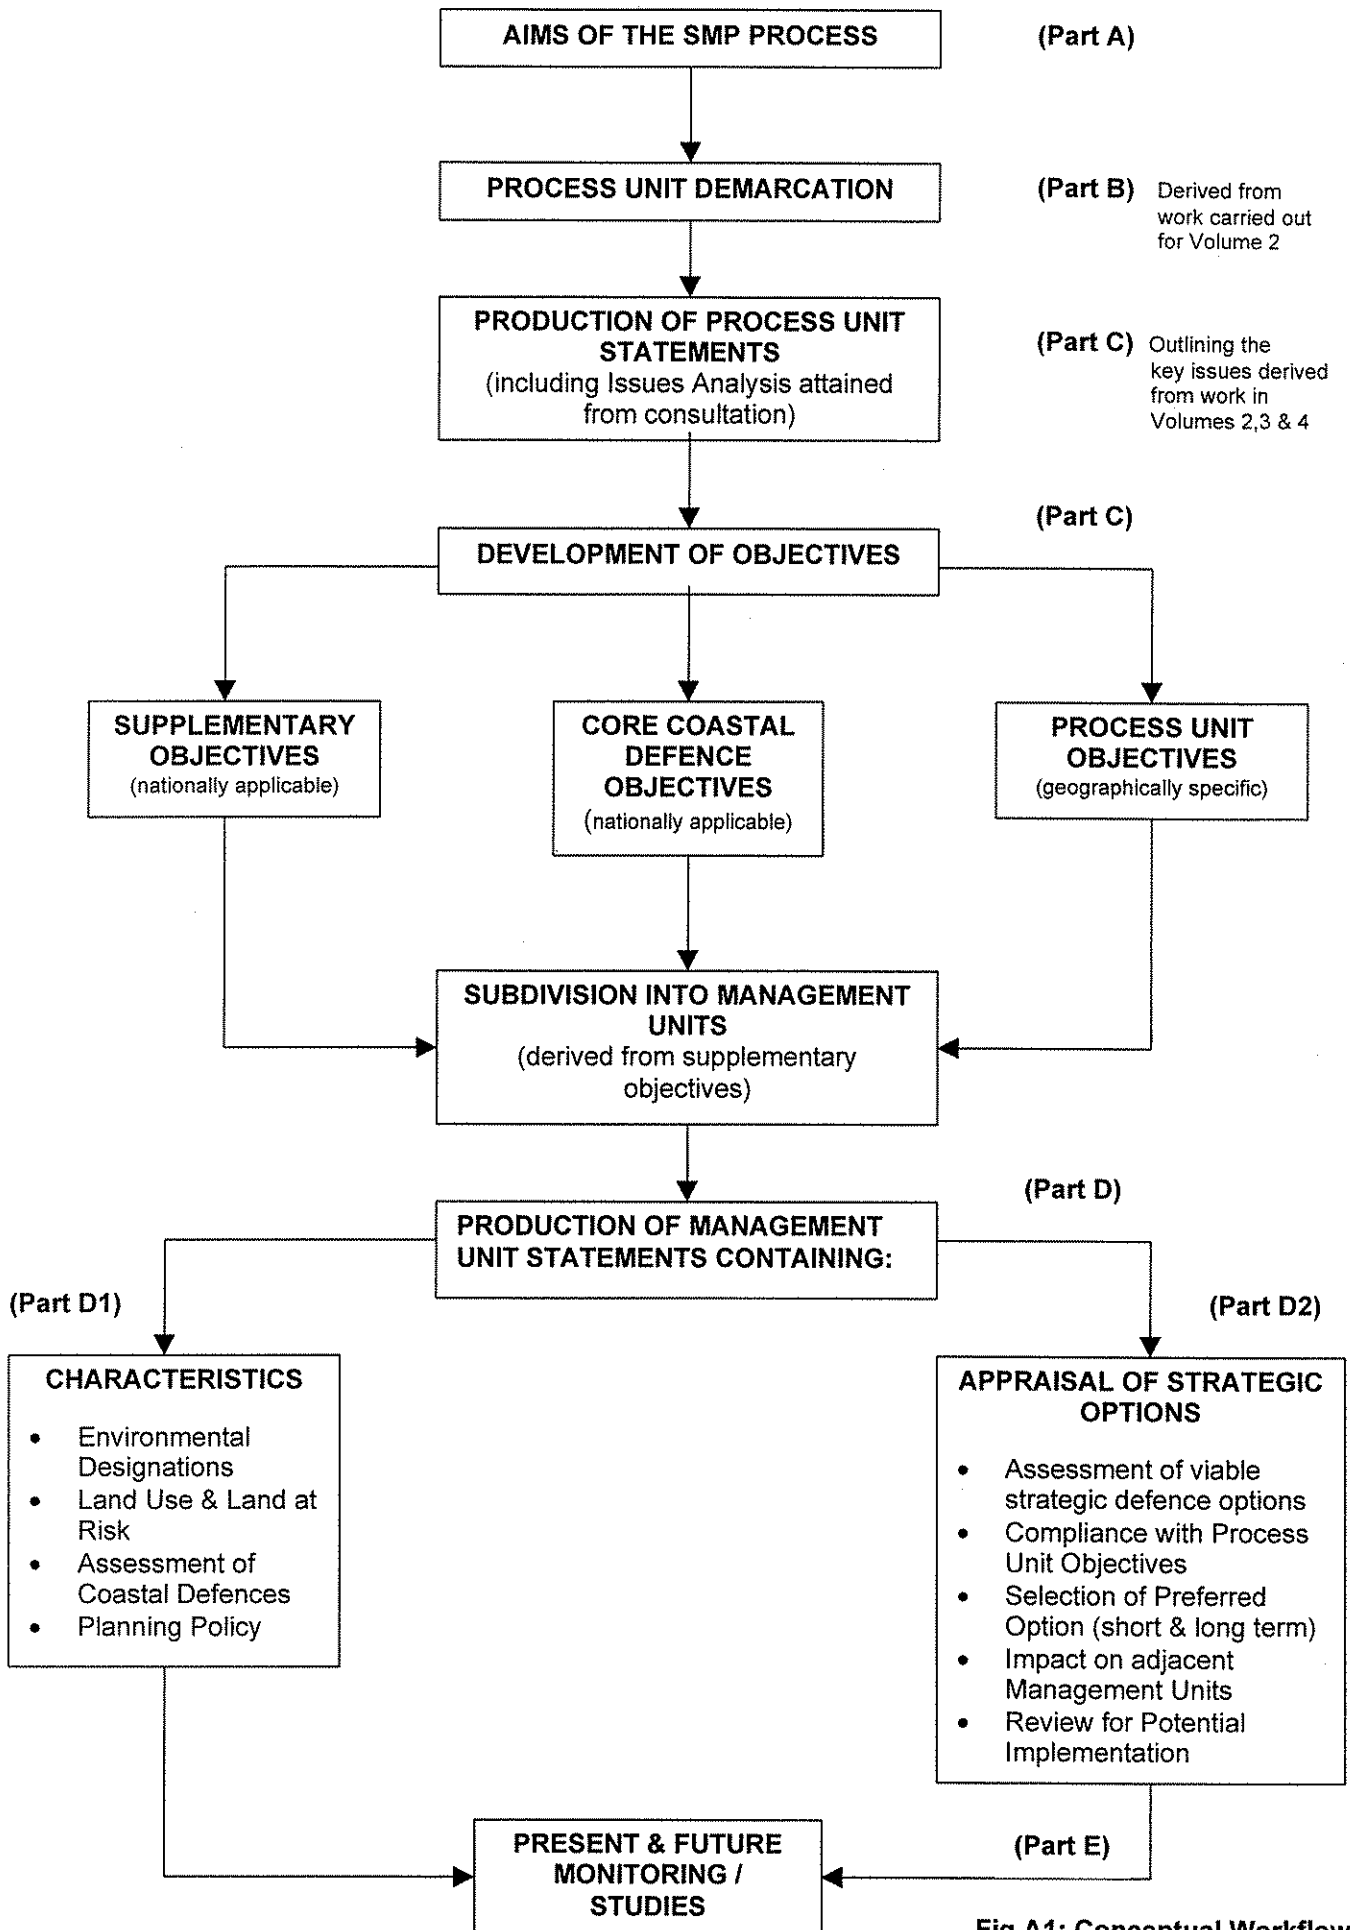 AIMS OF THE SMP PROCESS
(Part A)
PROCESS UNIT DEMARCATION
(Part B) Derived from
work carried out
for Volume 2
PRODUCTION OF PROCESS UNIT
STATEMENTS
(including Issues Analysis attained
from consultation)
(Part C) Outlining the
key issues derived
from work in
Volumes 2,3 & 4
(Part C)
DEVELOPMENT OF OBJECTIVES
SUPPLEMENTARY
OBJECTIVES
(nationally applicable)
CORE COASTAL
DEFENCE
OBJECTIVES
(nationally applicable)
PROCESS UNIT
OBJECTIVES
(geographically specific)
SUBDIVISION INTO MANAGEMENT
UNITS
(derived from supplementary
objectives)
(Part D)
PRODUCTION OF MANAGEMENT
UNIT STATEMENTS CONTAINING:
(Part D1)
(Part D2)
CHARACTERISTICS
• Environmental
Designations
• Land Use & Land at
Risk
• Assessment of
Coastal Defences
• Planning Policy
APPRAISAL OF STRATEGIC
OPTIONS
• Assessment of viable
strategic defence options
• Compliance with Process
Unit Objectives
• Selection of Preferred
Option (short & long term)
• Impact on adjacent
Management Units
• Review for Potential
Implementation
(Part E)
PRESENT & FUTURE
MONITORING /
STUDIES
Fig A1: Conceptual Workflow